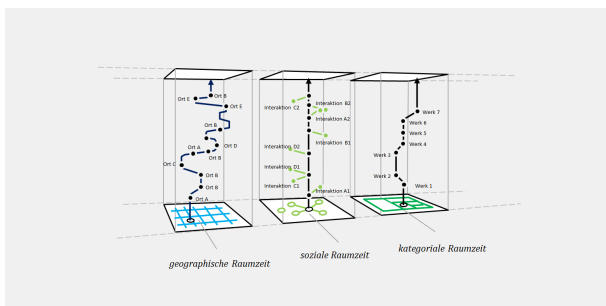 Ort B
Ort E
Ort E
Ort B
Ort D
Ort A
Ort B
Ort C
Ort B
Ort B
Ort A
Interaktion B2
Interaktion C2
Interaktion A2
Interaktion B1
Interaktion D2
Interaktion D1
Interaktion C1
Interaktion A1
Werk 7
Werk 6
Werk 5
Werk 4
Werk 3
Werk 2
Werk 1
geographische Raumzeit
soziale Raumzeit
kategoriale Raumzeit